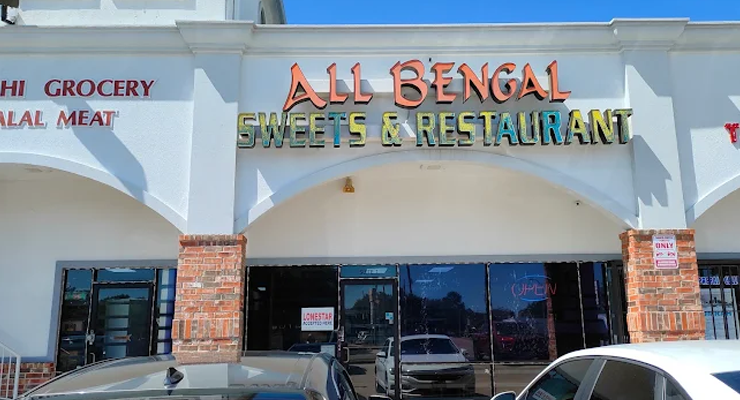 HI GROCERY
ALAL MEAT
ALL BENGAL
SWEETS & RESTAURANT
LONESTAR
ACCEPTED HERE
OPEN
ONLY